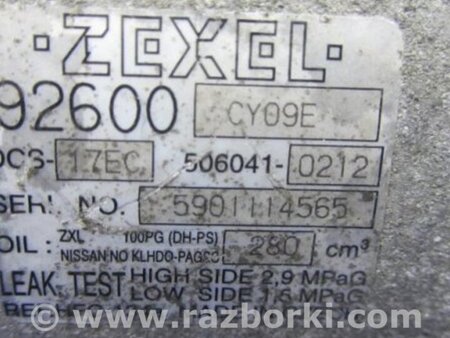 ·ZEXEL·
92600 CY09E
DCS-17EC 506041-0212
SERI. NO. 5901114565
OIL: ZXL 100PG (DH-PS) 280 cm³
NISSAN NO KLH00-PAGS0
LEAK. TEST HIGH SIDE 2,9 MPaG
LOW SIDE 1,5 MPaG
www.razborki.com